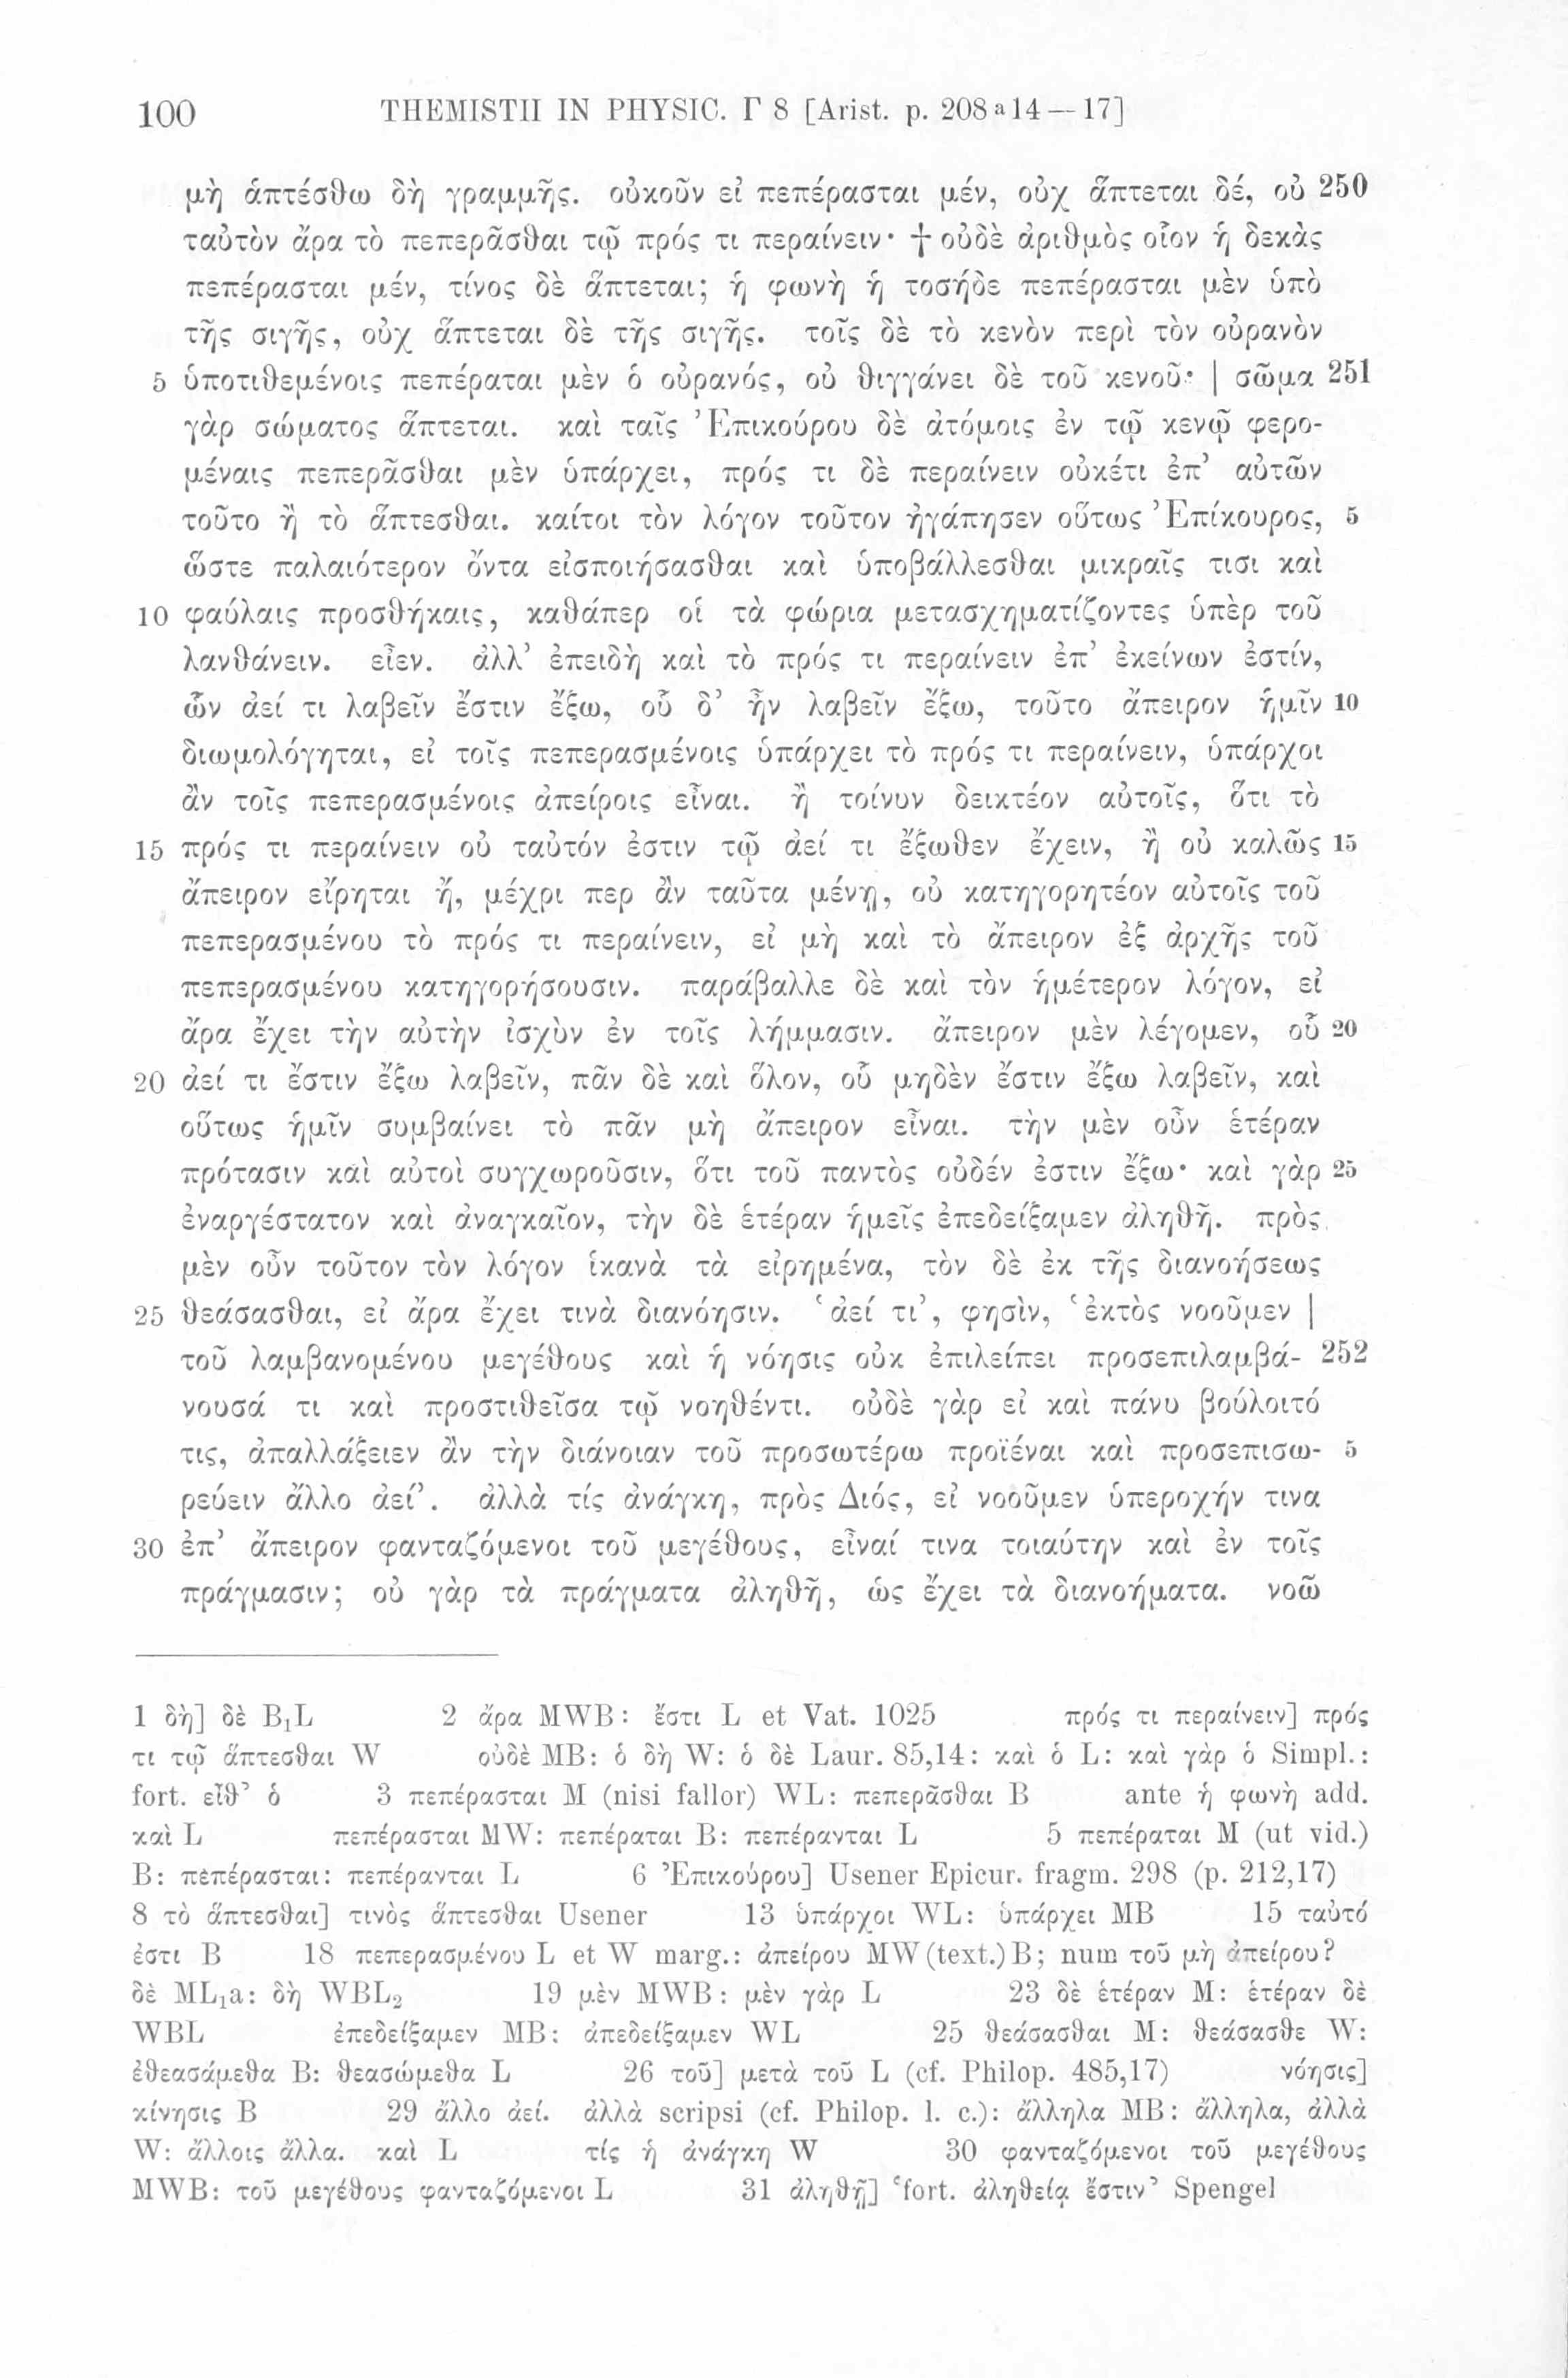 100 THEMISTII IN PHYSIC. Γ 8 [Arist. p. 208 a 14 — 17]
μὴ ἁπτέσθω δὴ γραμμῆς. οὐκοῦν εἰ πεπέρασται μέν, οὐχ ἅπτεται δέ, οὐ 250
ταὐτὸν ἄρα τὸ πεπεράσθαι τῷ πρός τι περαίνειν· † οὐδὲ ἀριθμὸς οἷον ἡ δεκὰς
πεπέρασται μέν, τίνος δὲ ἅπτεται; ἡ φωνὴ ἡ τοσήδε πεπέρασται μὲν ὑπὸ
τῆς σιγῆς, οὐχ ἅπτεται δὲ τῆς σιγῆς. τοῖς δὲ τὸ κενὸν περὶ τὸν οὐρανὸν
5 ὑποτιθεμένοις πεπέραται μὲν ὁ οὐρανός, οὐ θιγγάνει δὲ τοῦ κενοῦ· | σῶμα 251
γὰρ σώματος ἅπτεται. καὶ ταῖς Ἐπικούρου δὲ ἀτόμοις ἐν τῷ κενῷ φερο-
μέναις πεπεράσθαι μὲν ὑπάρχει, πρός τι δὲ περαίνειν οὐκέτι ἐπ’ αὐτῶν
τοῦτο ἢ τὸ ἅπτεσθαι. καίτοι τὸν λόγον τοῦτον ἠγάπησεν οὕτως Ἐπίκουρος, 5
ὥστε παλαιότερον ὄντα εἰσποιήσασθαι καὶ ὑποβάλλεσθαι μικραῖς τισι καὶ
10 φαύλαις προσθήκαις, καθάπερ οἱ τὰ φώρια μετασχηματίζοντες ὑπὲρ τοῦ
λανθάνειν. εἶεν. ἀλλ’ ἐπειδὴ καὶ τὸ πρός τι περαίνειν ἐπ’ ἐκείνων ἐστίν,
ὧν ἀεί τι λαβεῖν ἔστιν ἔξω, οὗ δ’ ἦν λαβεῖν ἔξω, τοῦτο ἄπειρον ἡμῖν 10
διωμολόγηται, εἰ τοῖς πεπερασμένοις ὑπάρχει τὸ πρός τι περαίνειν, ὑπάρχοι
ἂν τοῖς πεπερασμένοις ἀπείροις εἶναι. ἢ τοίνυν δεικτέον αὐτοῖς, ὅτι τὸ
15 πρός τι περαίνειν οὐ ταὐτόν ἐστιν τῷ ἀεί τι ἔξωθεν ἔχειν, ἢ οὐ καλῶς 15
ἄπειρον εἴρηται ἤ, μέχρι περ ἂν ταῦτα μένῃ, οὐ κατηγορητέον αὐτοῖς τοῦ
πεπερασμένου τὸ πρός τι περαίνειν, εἰ μὴ καὶ τὸ ἄπειρον ἐξ ἀρχῆς τοῦ
πεπερασμένου κατηγορήσουσιν. παράβαλλε δὲ καὶ τὸν ἡμέτερον λόγον, εἰ
ἄρα ἔχει τὴν αὐτὴν ἰσχὺν ἐν τοῖς λήμμασιν. ἄπειρον μὲν λέγομεν, οὗ 20
20 ἀεί τι ἔστιν ἔξω λαβεῖν, πᾶν δὲ καὶ ὅλον, οὗ μηδὲν ἔστιν ἔξω λαβεῖν, καὶ
οὕτως ἡμῖν συμβαίνει τὸ πᾶν μὴ ἄπειρον εἶναι. τὴν μὲν οὖν ἑτέραν
πρότασιν καὶ αὐτοὶ συγχωροῦσιν, ὅτι τοῦ παντὸς οὐδέν ἐστιν ἔξω· καὶ γὰρ 25
ἐναργέστατον καὶ ἀναγκαῖον, τὴν δὲ ἑτέραν ἡμεῖς ἐπεδείξαμεν ἀληθῆ. πρὸς
μὲν οὖν τοῦτον τὸν λόγον ἱκανὰ τὰ εἰρημένα, τὸν δὲ ἐκ τῆς διανοήσεως
25 θεάσασθαι, εἰ ἄρα ἔχει τινὰ διανόησιν. ‘ἀεί τι’, φησίν, ‘ἐκτὸς νοοῦμεν |
τοῦ λαμβανομένου μεγέθους καὶ ἡ νόησις οὐκ ἐπιλείπει προσεπιλαμβά- 252
νουσά τι καὶ προστιθεῖσα τῷ νοηθέντι. οὐδὲ γὰρ εἰ καὶ πάνυ βούλοιτό
τις, ἀπαλλάξειεν ἂν τὴν διάνοιαν τοῦ προσωτέρω προϊέναι καὶ προσεπισω- 5
ρεύειν ἄλλο ἀεί’. ἀλλὰ τίς ἀνάγκη, πρὸς Διός, εἰ νοοῦμεν ὑπεροχήν τινα
30 ἐπ’ ἄπειρον φανταζόμενοι τοῦ μεγέθους, εἶναί τινα τοιαύτην καὶ ἐν τοῖς
πράγμασιν; οὐ γὰρ τὰ πράγματα ἀληθῆ, ὡς ἔχει τὰ διανοήματα. νοῶ
1 δὴ] δὲ B₁L 2 ἄρα MWB: ἔστι L et Vat. 1025 πρός τι περαίνειν] πρός
τι τῷ ἅπτεσθαι W οὐδὲ MB: ὁ δὴ W: ὁ δὲ Laur. 85,14: καὶ ὁ L: καὶ γὰρ ὁ Simpl.:
fort. εἶθ’ ὁ 3 πεπέρασται M (nisi fallor) WL: πεπερᾶσθαι B ante ἡ φωνὴ add.
καὶ L πεπέρασται MW: πεπέραται B: πεπέρανται L 5 πεπέραται M (ut vid.)
B: πεπέρασται: πεπέρανται L 6 Ἐπικούρου] Usener Epicur. fragm. 298 (p. 212,17)
8 τὸ ἅπτεσθαι] τινὸς ἅπτεσθαι Usener 13 ὑπάρχοι WL: ὑπάρχει MB 15 ταὐτό
ἐστι B 18 πεπερασμένου L et W marg.: ἀπείρου MW (text.) B; num τοῦ μὴ ἀπείρου?
δὲ ML₁a: δὴ WBL₂ 19 μὲν MWB: μὲν γὰρ L 23 δὲ ἑτέραν M: ἑτέραν δὲ
WBL ἐπεδείξαμεν MB: ἀπεδείξαμεν WL 25 θεάσασθαι M: θεάσασθε W:
ἐθεασάμεθα B: θεασώμεθα L 26 τοῦ] μετὰ τοῦ L (cf. Philop. 485,17) νόησις]
κίνησις B 29 ἄλλο ἀεί. ἀλλὰ scripsi (cf. Philop. l. c.): ἄλληλα MB: ἄλληλα, ἀλλὰ
W: ἄλλοις ἄλλα. καὶ L τίς ἡ ἀνάγκη W 30 φανταζόμενοι τοῦ μεγέθους
MWB: τοῦ μεγέθους φανταζόμενοι L 31 ἀληθῆ] ‘fort. ἀληθείᾳ ἔστιν’ Spengel